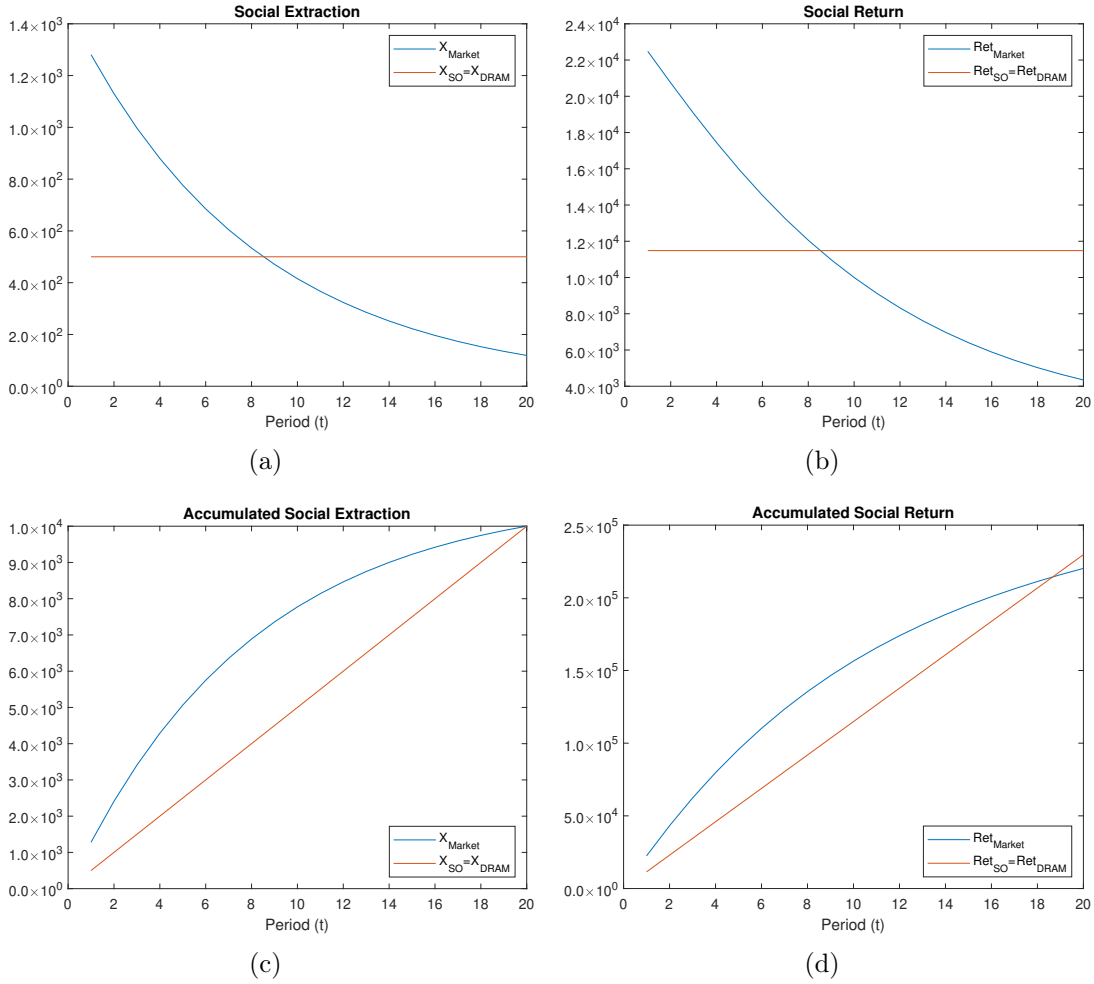 Social Extraction
1.4×10^3
1.2×10^3
1.0×10^3
8.0×10^2
6.0×10^2
4.0×10^2
2.0×10^2
0.0×10^0
X_Market
X_SO=X_DRAM
0 2 4 6 8 10 12 14 16 18 20
Period (t)
(a)
Social Return
2.4×10^4
2.2×10^4
2.0×10^4
1.8×10^4
1.6×10^4
1.4×10^4
1.2×10^4
1.0×10^4
8.0×10^3
6.0×10^3
4.0×10^3
Ret_Market
Ret_SO=Ret_DRAM
0 2 4 6 8 10 12 14 16 18 20
Period (t)
(b)
Accumulated Social Extraction
1.0×10^4
9.0×10^3
8.0×10^3
7.0×10^3
6.0×10^3
5.0×10^3
4.0×10^3
3.0×10^3
2.0×10^3
1.0×10^3
0.0×10^0
X_Market
X_SO=X_DRAM
0 2 4 6 8 10 12 14 16 18 20
Period (t)
(c)
Accumulated Social Return
2.5×10^5
2.0×10^5
1.5×10^5
1.0×10^5
5.0×10^4
0.0×10^0
Ret_Market
Ret_SO=Ret_DRAM
0 2 4 6 8 10 12 14 16 18 20
Period (t)
(d)